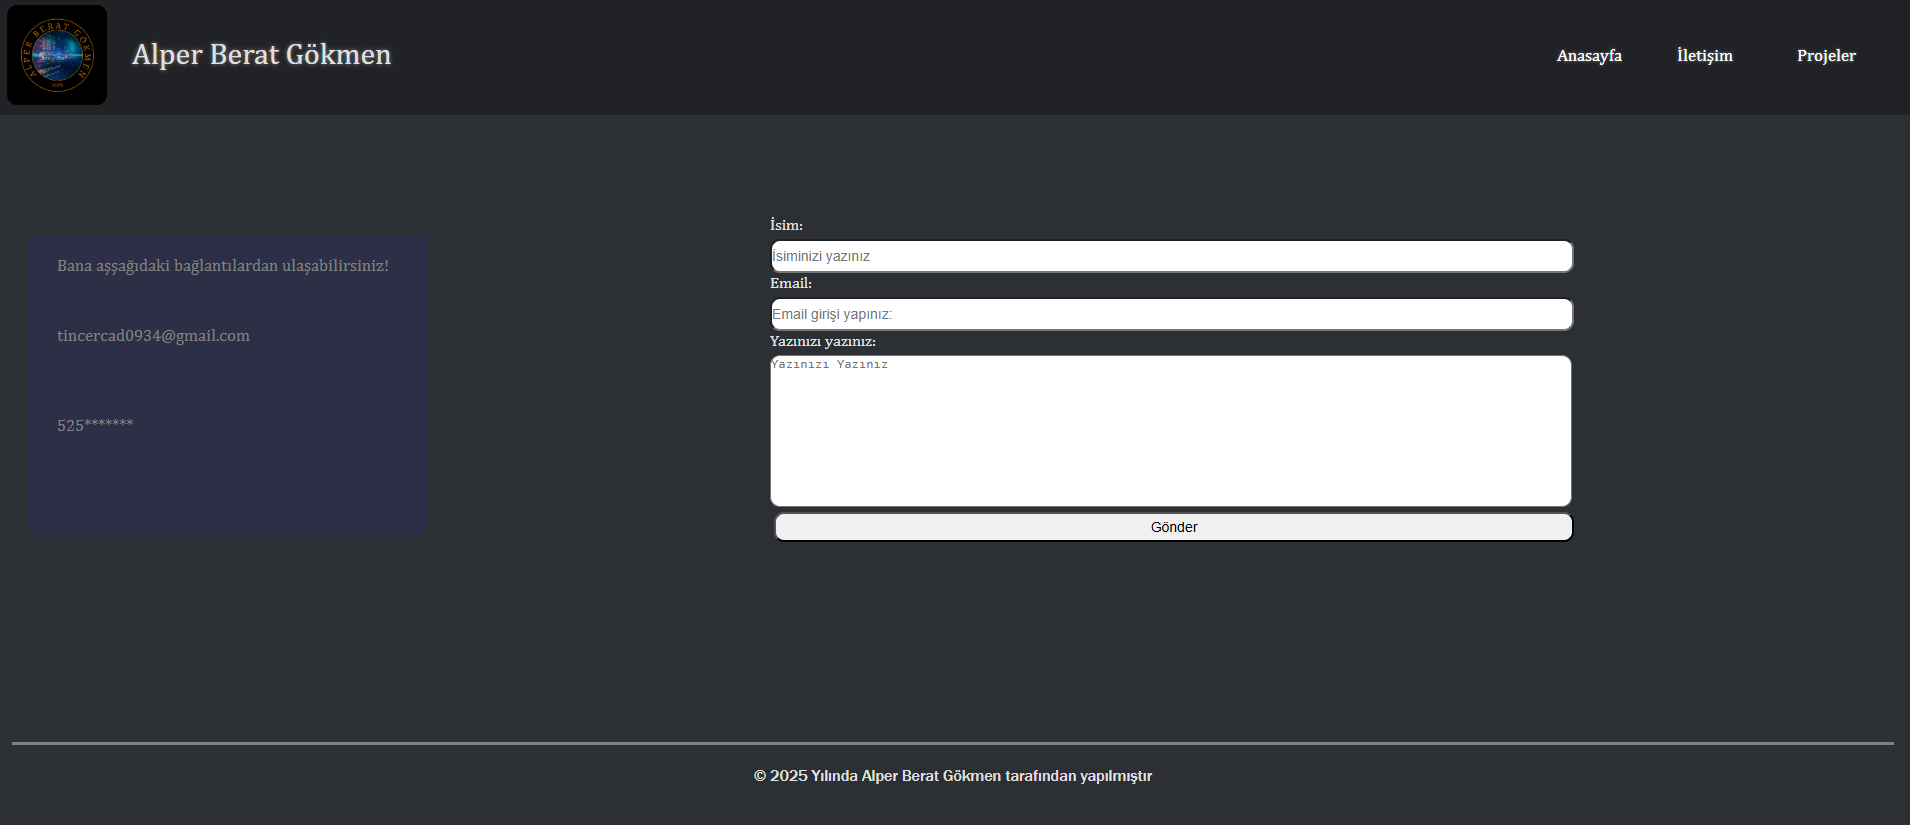 ALPER BERAT GÖKMEN
Alper Berat Gökmen
Anasayfa
İletişim
Projeler
Bana aşşağıdaki bağlantılardan ulaşabilirsiniz!
tincercad0934@gmail.com
525*******
İsim:
İsiminizi yazınız
Email:
Email girişi yapınız:
Yazınızı yazınız:
Yazınızı Yazınız
Gönder
© 2025 Yılında Alper Berat Gökmen tarafından yapılmıştır